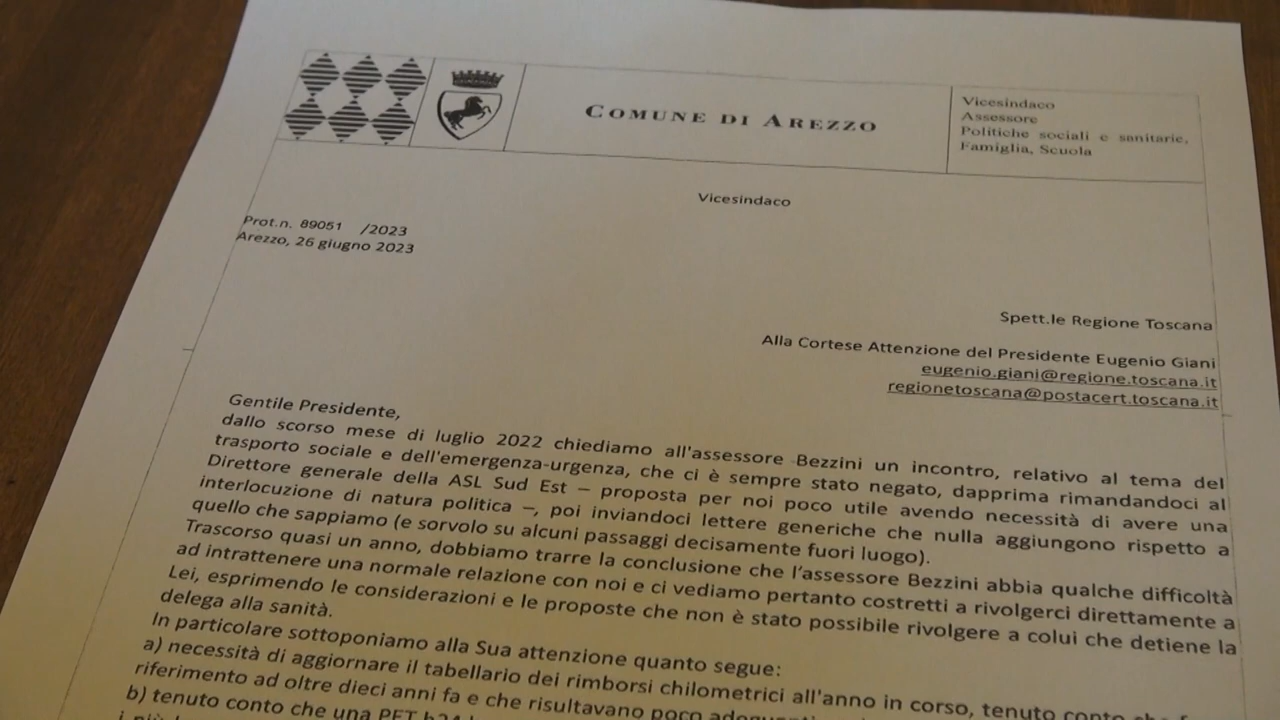 COMUNE DI AREZZO
Vicesindaco
Assessore
Politiche sociali e sanitarie,
Famiglia, Scuola
Vicesindaco
Prot.n. 89051 /2023
Arezzo, 26 giugno 2023
Spett.le Regione Toscana
Alla Cortese Attenzione del Presidente Eugenio Giani
eugenio.giani@regione.toscana.it
regionetoscana@postacert.toscana.it
Gentile Presidente,
dallo scorso mese di luglio 2022 chiediamo all'assessore Bezzini un incontro, relativo al tema del
trasporto sociale e dell'emergenza-urgenza, che ci è sempre stato negato, dapprima rimandandoci al
Direttore generale della ASL Sud Est – proposta per noi poco utile avendo necessità di avere una
interlocuzione di natura politica –, poi inviandoci lettere generiche che nulla aggiungono rispetto a
quello che sappiamo (e sorvolo su alcuni passaggi decisamente fuori luogo).
Trascorso quasi un anno, dobbiamo trarre la conclusione che l'assessore Bezzini abbia qualche difficoltà
ad intrattenere una normale relazione con noi e ci vediamo pertanto costretti a rivolgerci direttamente a
Lei, esprimendo le considerazioni e le proposte che non è stato possibile rivolgere a colui che detiene la
delega alla sanità.
In particolare sottoponiamo alla Sua attenzione quanto segue:
a) necessità di aggiornare il tabellario dei rimborsi chilometrici all'anno in corso, tenuto conto che
riferimento ad oltre dieci anni fa e che risultavano poco
b) tenuto conto che una PET h24